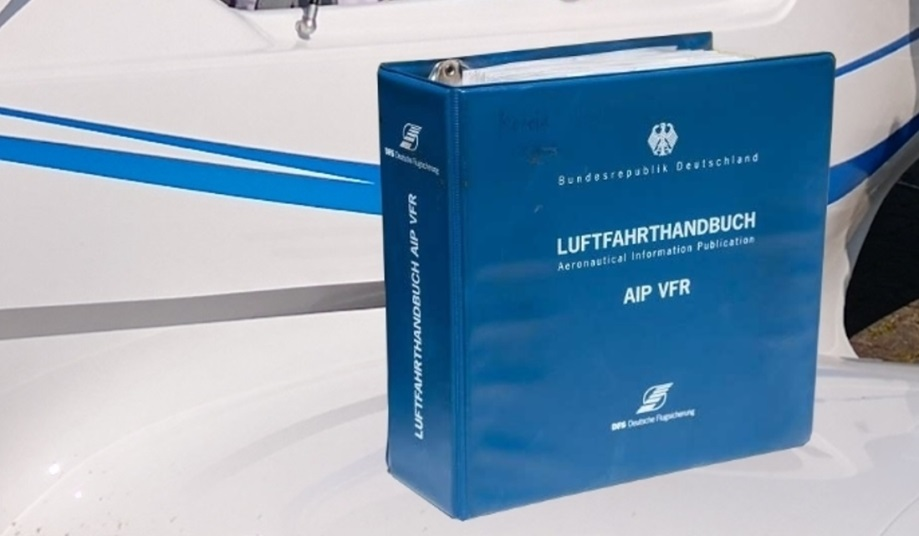 DFS Deutsche Flugsicherung
LUFTFAHRTHANDBUCH AIP VFR
Bundesrepublik Deutschland
LUFTFAHRTHANDBUCH
Aeronautical Information Publication
AIP VFR
DFS Deutsche Flugsicherung